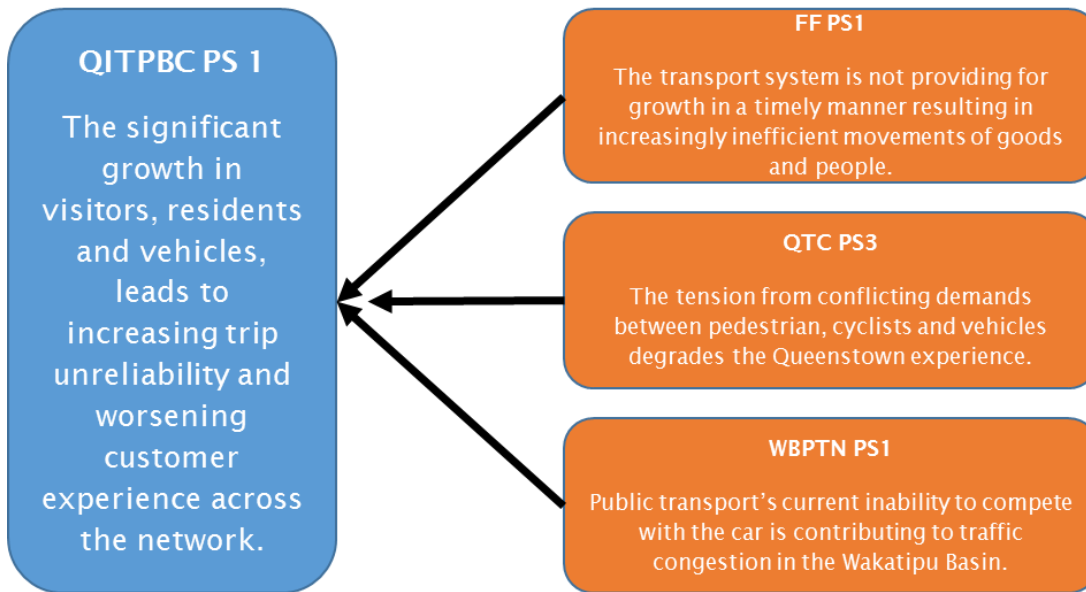 QITPBC PS 1
The significant
growth in
visitors, residents
and vehicles,
leads to
increasing trip
unreliability and
worsening
customer
experience across
the network.
FF PS1
The transport system is not providing for
growth in a timely manner resulting in
increasingly inefficient movements of goods
and people.
QTC PS3
The tension from conflicting demands
between pedestrian, cyclists and vehicles
degrades the Queenstown experience.
WBPTN PS1
Public transport’s current inability to compete
with the car is contributing to traffic
congestion in the Wakatipu Basin.